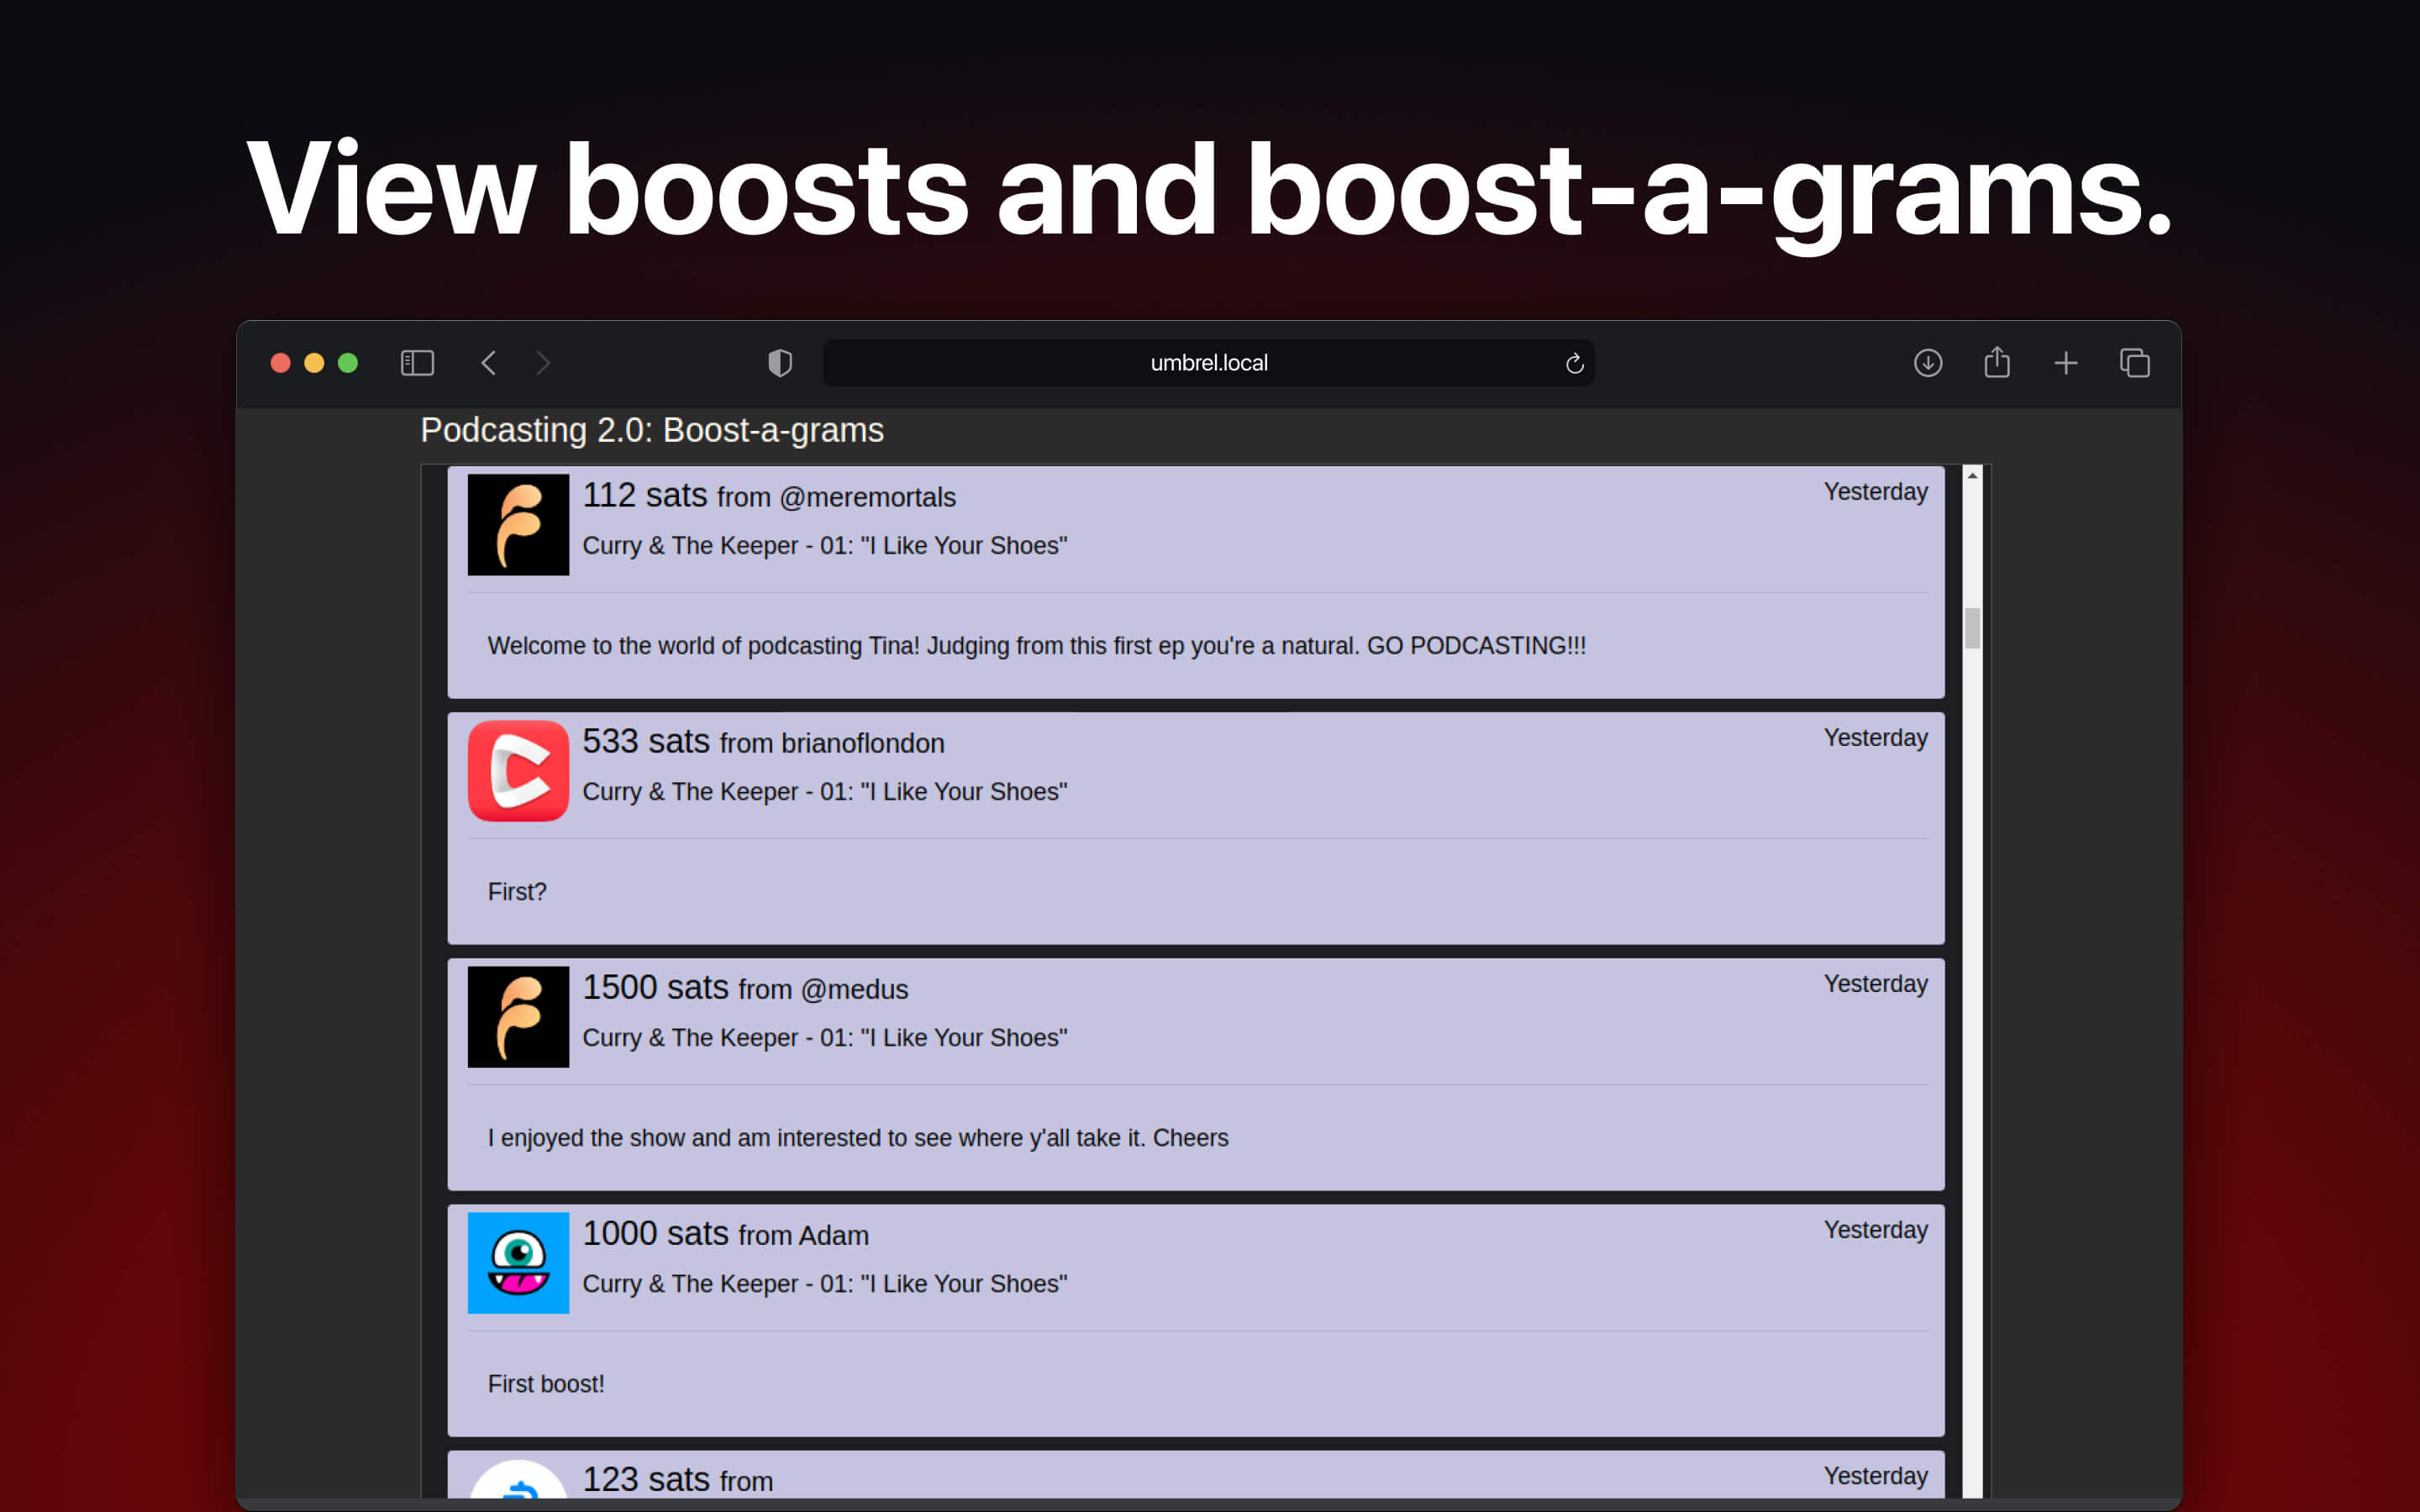 View boosts and boost-a-grams.
umbrel.local
Podcasting 2.0: Boost-a-grams
112 sats from @meremortals
Yesterday
Curry & The Keeper - 01: "I Like Your Shoes"
Welcome to the world of podcasting Tina! Judging from this first ep you're a natural. GO PODCASTING!!!
533 sats from brianoflondon
Yesterday
Curry & The Keeper - 01: "I Like Your Shoes"
First?
1500 sats from @medus
Yesterday
Curry & The Keeper - 01: "I Like Your Shoes"
I enjoyed the show and am interested to see where y'all take it. Cheers
1000 sats from Adam
Yesterday
Curry & The Keeper - 01: "I Like Your Shoes"
First boost!
123 sats from
Yesterday